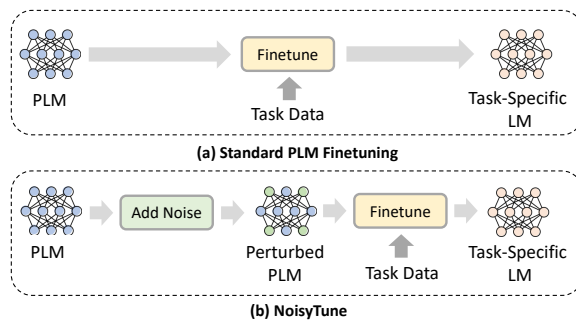 Finetune
PLM
Task Data
Task-Specific
LM
(a) Standard PLM Finetuning
Add Noise
Finetune
PLM
Perturbed
PLM
Task Data
Task-Specific
LM
(b) NoisyTune